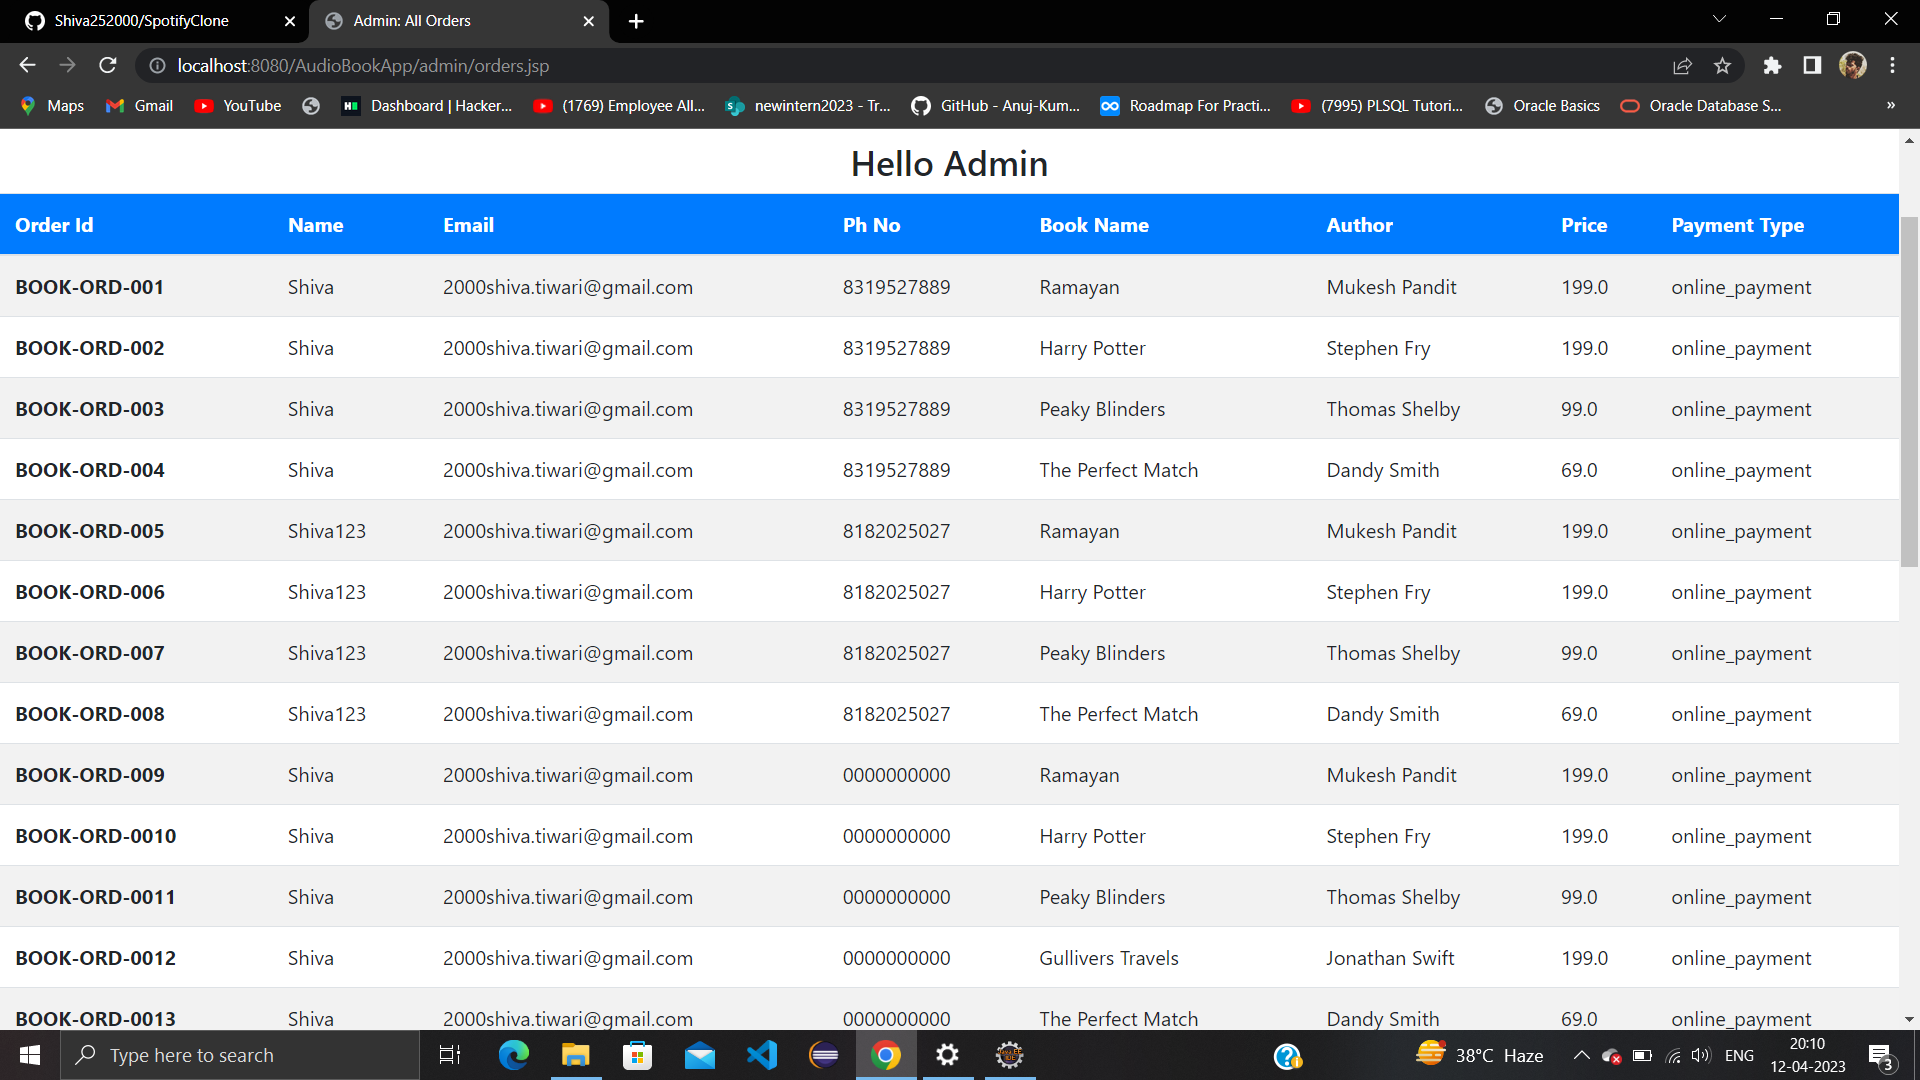 Shiva252000/SpotifyClone Admin: All Orders
localhost:8080/AudioBookApp/admin/orders.jsp
Maps Gmail YouTube Dashboard | Hacker... (1769) Employee All... newintern2023 - Tr... GitHub - Anuj-Kum... Roadmap For Practi... (7995) PLSQL Tutori... Oracle Basics Oracle Database S... »
Hello Admin
Order Id Name Email Ph No Book Name Author Price Payment Type
BOOK-ORD-001 Shiva 2000shiva.tiwari@gmail.com 8319527889 Ramayan Mukesh Pandit 199.0 online_payment
BOOK-ORD-002 Shiva 2000shiva.tiwari@gmail.com 8319527889 Harry Potter Stephen Fry 199.0 online_payment
BOOK-ORD-003 Shiva 2000shiva.tiwari@gmail.com 8319527889 Peaky Blinders Thomas Shelby 99.0 online_payment
BOOK-ORD-004 Shiva 2000shiva.tiwari@gmail.com 8319527889 The Perfect Match Dandy Smith 69.0 online_payment
BOOK-ORD-005 Shiva123 2000shiva.tiwari@gmail.com 8182025027 Ramayan Mukesh Pandit 199.0 online_payment
BOOK-ORD-006 Shiva123 2000shiva.tiwari@gmail.com 8182025027 Harry Potter Stephen Fry 199.0 online_payment
BOOK-ORD-007 Shiva123 2000shiva.tiwari@gmail.com 8182025027 Peaky Blinders Thomas Shelby 99.0 online_payment
BOOK-ORD-008 Shiva123 2000shiva.tiwari@gmail.com 8182025027 The Perfect Match Dandy Smith 69.0 online_payment
BOOK-ORD-009 Shiva 2000shiva.tiwari@gmail.com 0000000000 Ramayan Mukesh Pandit 199.0 online_payment
BOOK-ORD-0010 Shiva 2000shiva.tiwari@gmail.com 0000000000 Harry Potter Stephen Fry 199.0 online_payment
BOOK-ORD-0011 Shiva 2000shiva.tiwari@gmail.com 0000000000 Peaky Blinders Thomas Shelby 99.0 online_payment
BOOK-ORD-0012 Shiva 2000shiva.tiwari@gmail.com 0000000000 Gullivers Travels Jonathan Swift 199.0 online_payment
BOOK-ORD-0013 Shiva 2000shiva.tiwari@gmail.com 0000000000 The Perfect Match Dandy Smith 69.0 online_payment
Type here to search 38°C Haze ENG 20:10
12-04-2023 3